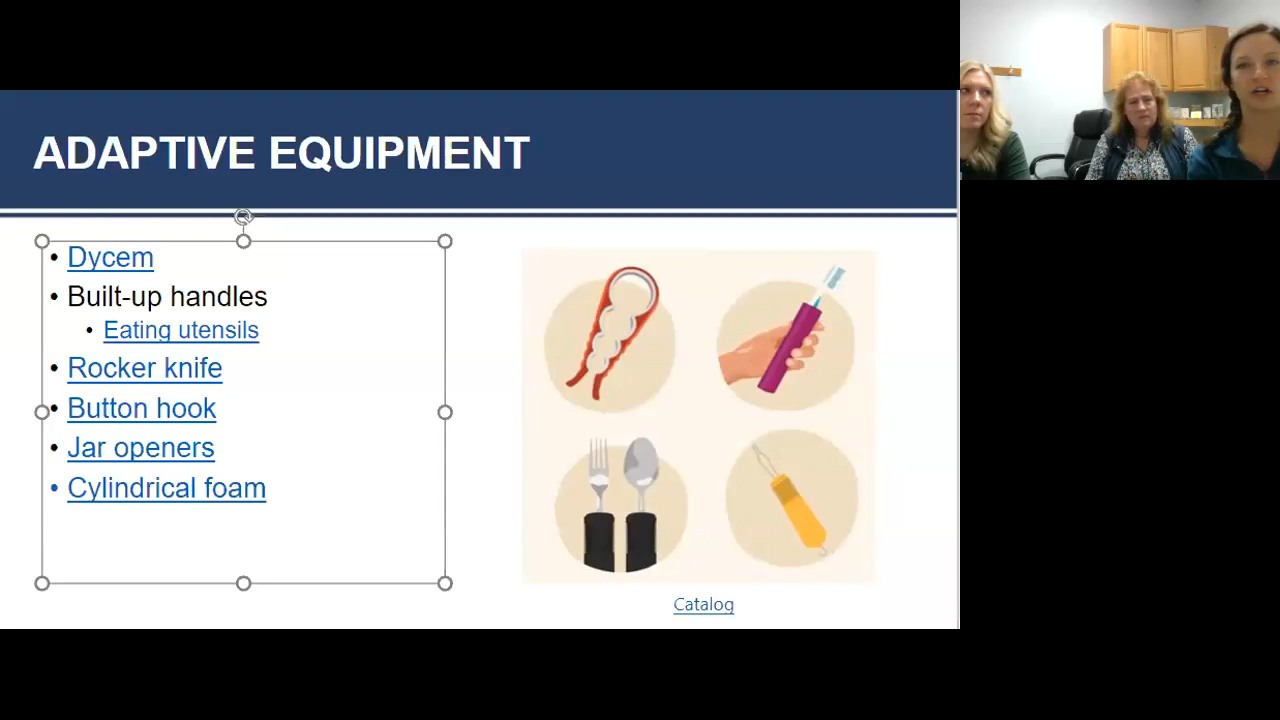 ADAPTIVE EQUIPMENT
• Dycem
• Built-up handles
• Eating utensils
• Rocker knife
• Button hook
• Jar openers
• Cylindrical foam
Catalog